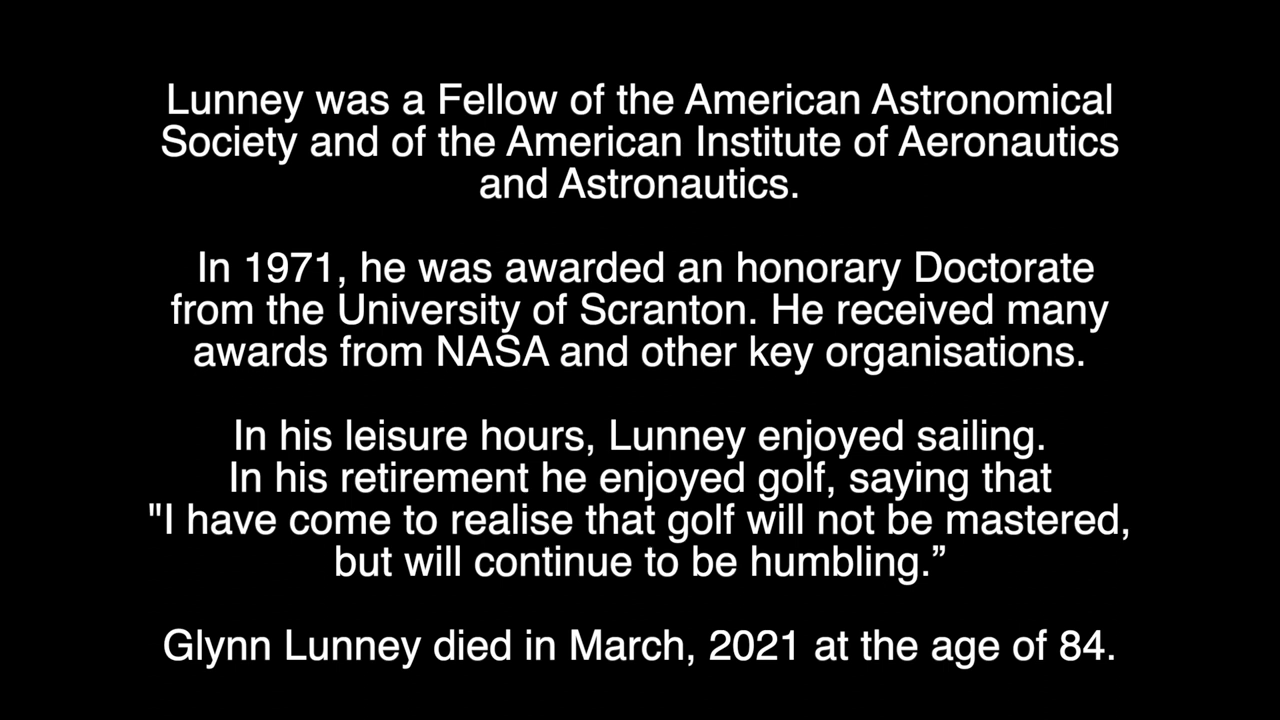 Lunney was a Fellow of the American Astronomical
Society and of the American Institute of Aeronautics
and Astronautics.
In 1971, he was awarded an honorary Doctorate
from the University of Scranton. He received many
awards from NASA and other key organisations.
In his leisure hours, Lunney enjoyed sailing.
In his retirement he enjoyed golf, saying that
"I have come to realise that golf will not be mastered,
but will continue to be humbling.”
Glynn Lunney died in March, 2021 at the age of 84.